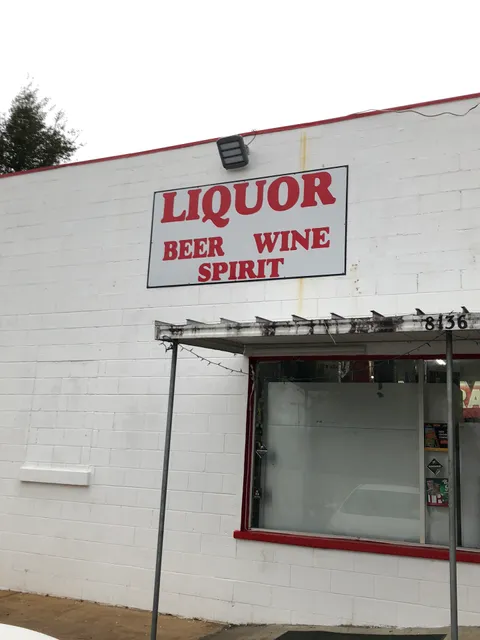 LIQUOR
BEER WINE
SPIRIT
8136